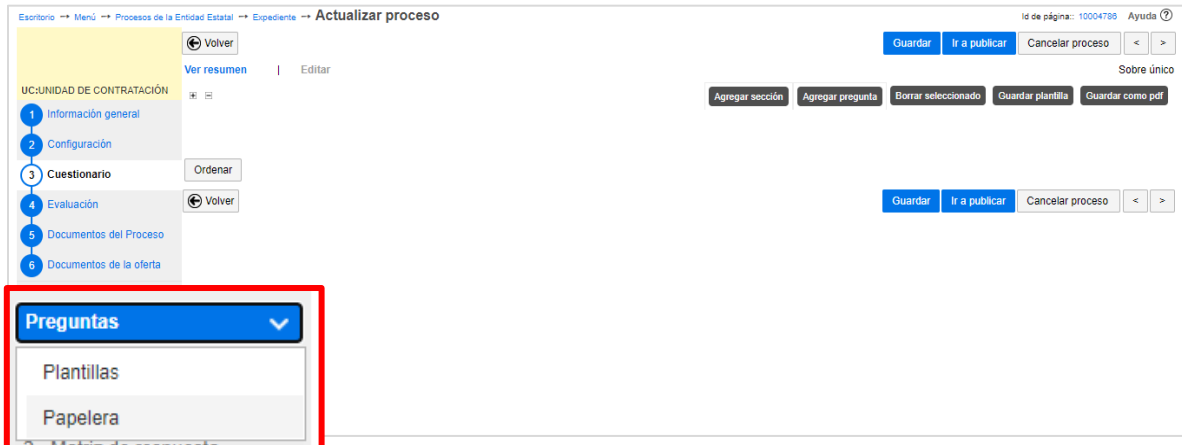 Escritorio → Menú → Procesos de la Entidad Estatal → Expediente → Actualizar proceso
Id de página:: 10004786 Ayuda ?
Volver
Guardar Ir a publicar Cancelar proceso < >
Ver resumen | Editar
Sobre único
UC:UNIDAD DE CONTRATACIÓN
Agregar sección Agregar pregunta Borrar seleccionado Guardar plantilla Guardar como pdf
1 Información general
2 Configuración
3 Cuestionario
Ordenar
4 Evaluación
Volver
Guardar Ir a publicar Cancelar proceso < >
5 Documentos del Proceso
6 Documentos de la oferta
Preguntas
Plantillas
Papelera